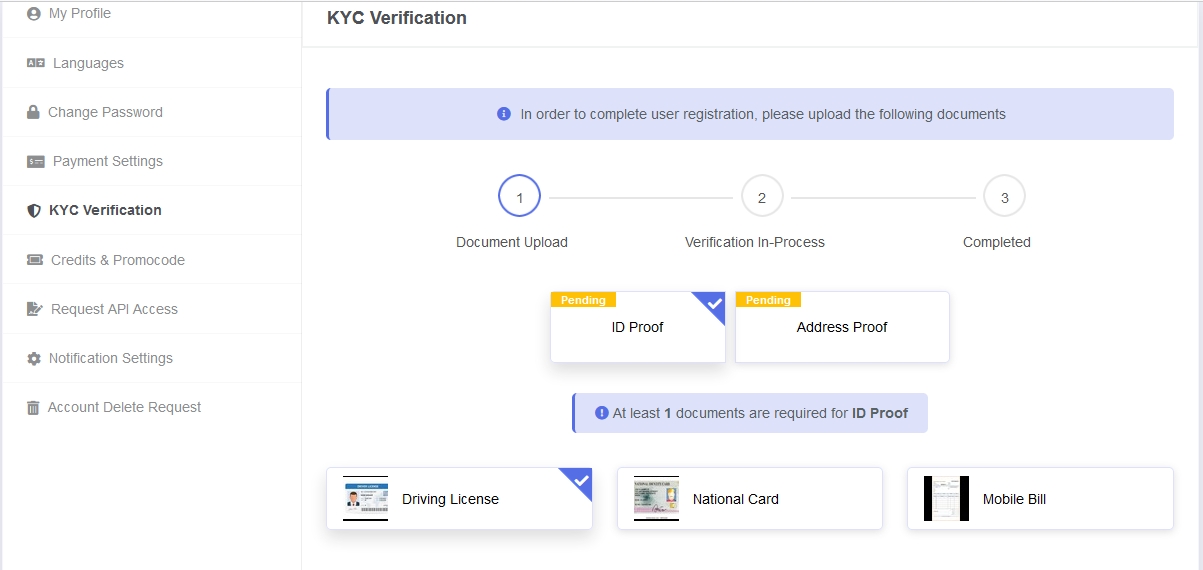 My Profile
Languages
Change Password
Payment Settings
KYC Verification
Credits & Promocode
Request API Access
Notification Settings
Account Delete Request
KYC Verification
In order to complete user registration, please upload the following documents
1
2
3
Document Upload
Verification In-Process
Completed
Pending
ID Proof
Pending
Address Proof
At least 1 documents are required for ID Proof
Driving License
National Card
Mobile Bill